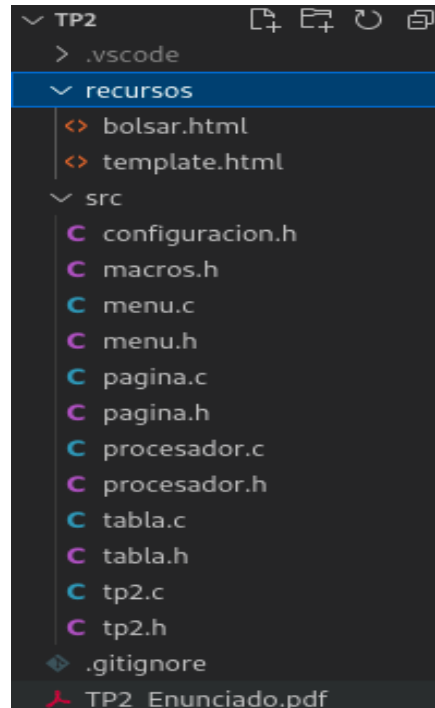 TP2
.vscode
recursos
bolsar.html
template.html
src
C configuracion.h
C macros.h
C menu.c
C menu.h
C pagina.c
C pagina.h
C procesador.c
C procesador.h
C tabla.c
C tabla.h
C tp2.c
C tp2.h
.gitignore
TP2_Enunciado.pdf